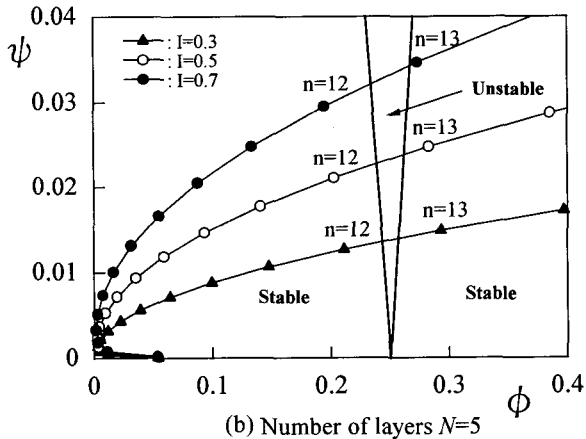 ψ
0.04
0.03
0.02
0.01
0
: I=0.3
: I=0.5
: I=0.7
n=12
n=13
Unstable
n=12
n=13
n=12
n=13
Stable
Stable
0
0.1
0.2
0.3
0.4
ϕ
(b) Number of layers N=5